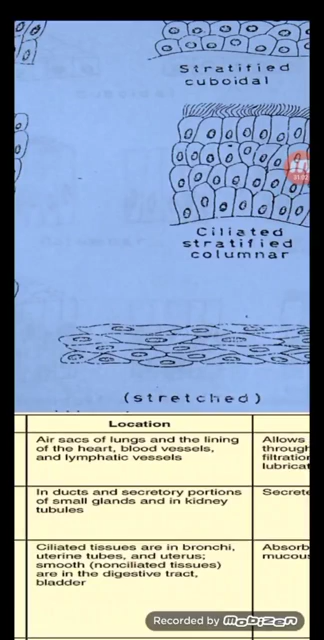 Stratified
cuboidal
Ciliated
stratified
columnar
(stretched)
Location
Air sacs of lungs and the lining
of the heart, blood vessels,
and lymphatic vessels
Allows
through
filtration
lubricat
In ducts and secretory portions
of small glands and in kidney
tubules
Secrete
Ciliated tissues are in bronchi,
uterine tubes, and uterus;
smooth (nonciliated tissues)
are in the digestive tract,
bladder
Absorb
mucous
Recorded by mobizen